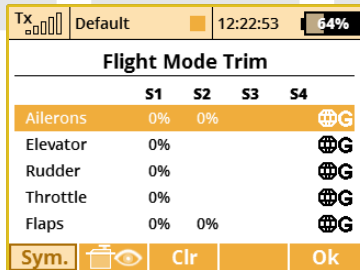 Tx Default 12:22:53 64%
Flight Mode Trim
S1 S2 S3 S4
Ailerons 0% 0% G
Elevator 0% G
Rudder 0% G
Throttle 0% G
Flaps 0% 0% G
Sym. Clr Ok